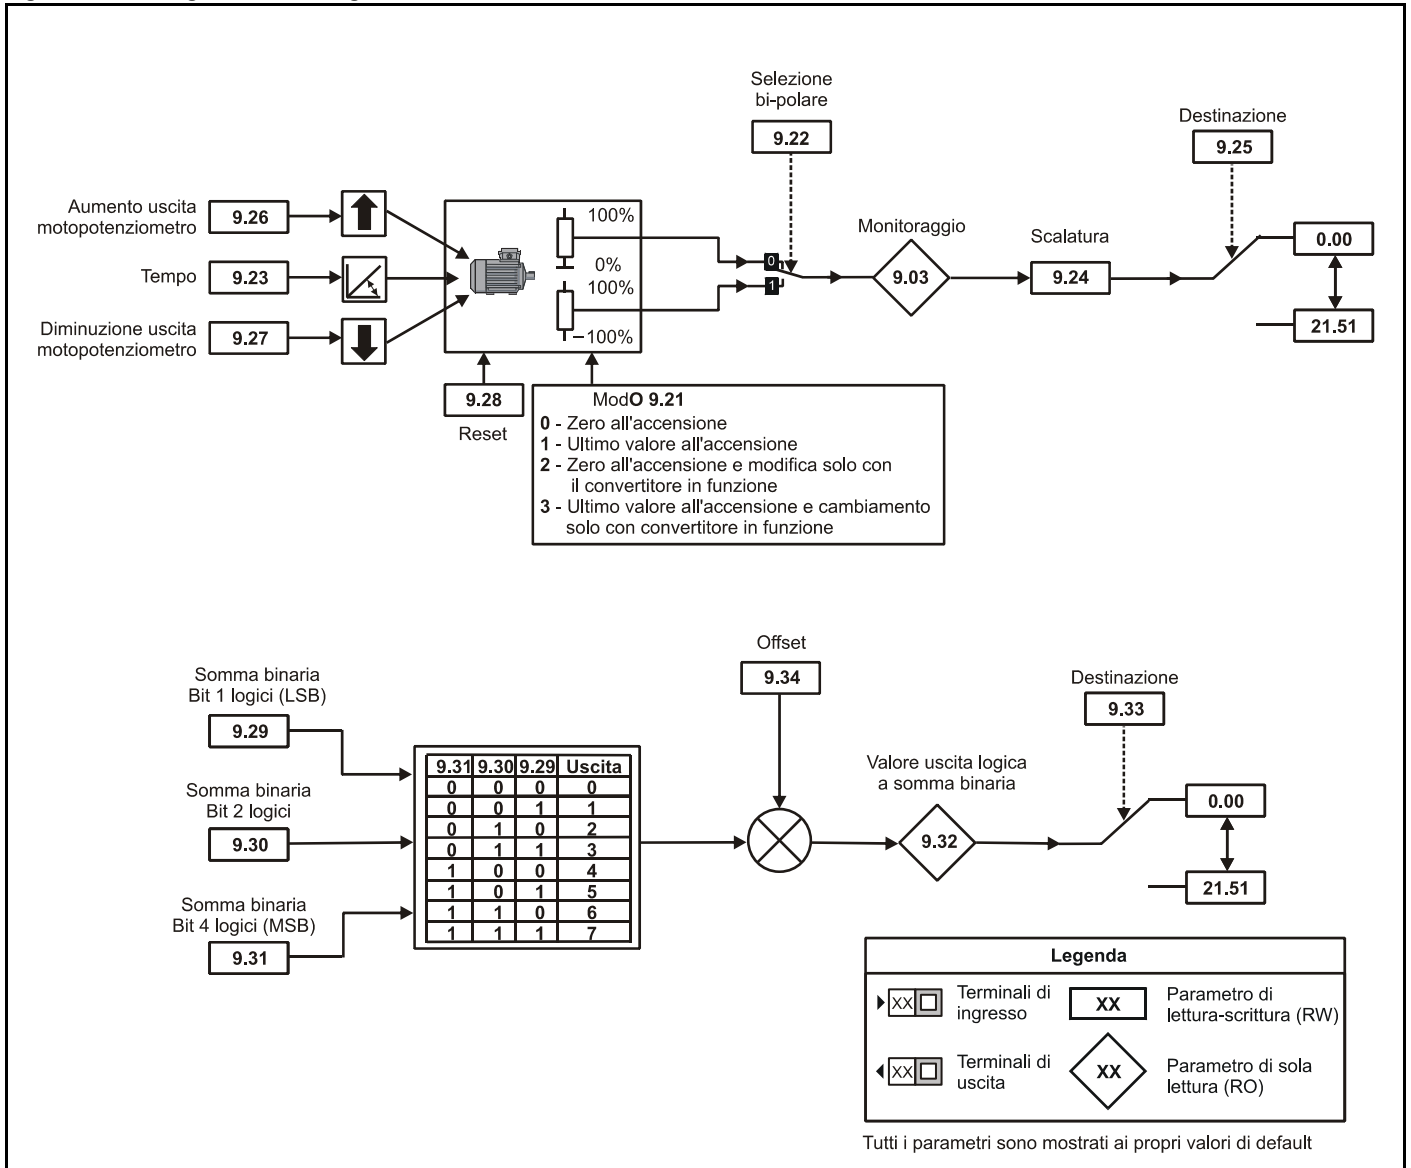 Selezione
bi-polare
9.22
Destinazione
9.25
Aumento uscita
motopotenziometro
9.26
Tempo
9.23
Diminuzione uscita
motopotenziometro
9.27
100%
0%
100%
–100%
0
1
Monitoraggio
9.03
Scalatura
9.24
0.00
21.51
9.28
Reset
ModO 9.21
0 - Zero all'accensione
1 - Ultimo valore all'accensione
2 - Zero all'accensione e modifica solo con
il convertitore in funzione
3 - Ultimo valore all'accensione e cambiamento
solo con convertitore in funzione
Somma binaria
Bit 1 logici (LSB)
9.29
Somma binaria
Bit 2 logici
9.30
Somma binaria
Bit 4 logici (MSB)
9.31
9.31 9.30 9.29 Uscita
0 0 0 0
0 0 1 1
0 1 0 2
0 1 1 3
1 0 0 4
1 0 1 5
1 1 0 6
1 1 1 7
Offset
9.34
Valore uscita logica
a somma binaria
9.32
Destinazione
9.33
0.00
21.51
Legenda
XX
Terminali di
ingresso
XX
Parametro di
lettura-scrittura (RW)
XX
Terminali di
uscita
XX
Parametro di sola
lettura (RO)
Tutti i parametri sono mostrati ai propri valori di default